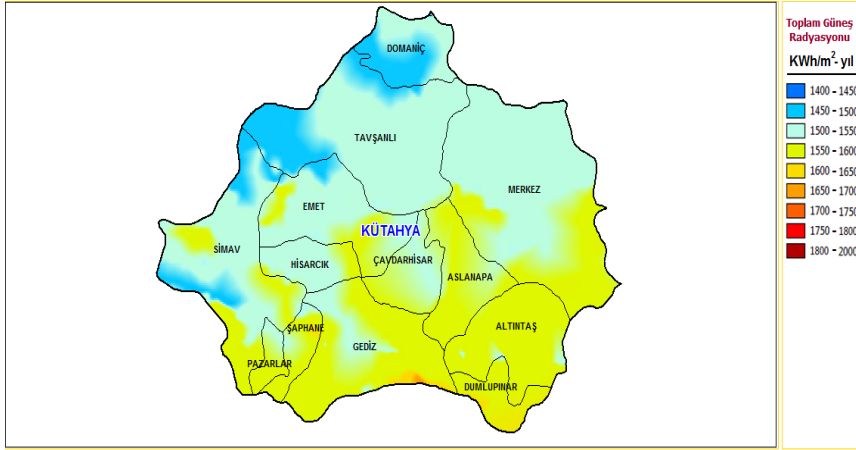 DOMANİÇ
TAVŞANLI
MERKEZ
EMET
KÜTAHYA
SİMAV
HİSARCIK
ÇAVDARHİSAR
ASLANAPA
ŞAPHANE
ALTINTAŞ
GEDİZ
PAZARLAR
DUMLUPINAR
Toplam Güneş
Radyasyonu
KWh/m²- yıl
1400 - 1450
1450 - 1500
1500 - 1550
1550 - 1600
1600 - 1650
1650 - 1700
1700 - 1750
1750 - 1800
1800 - 2000